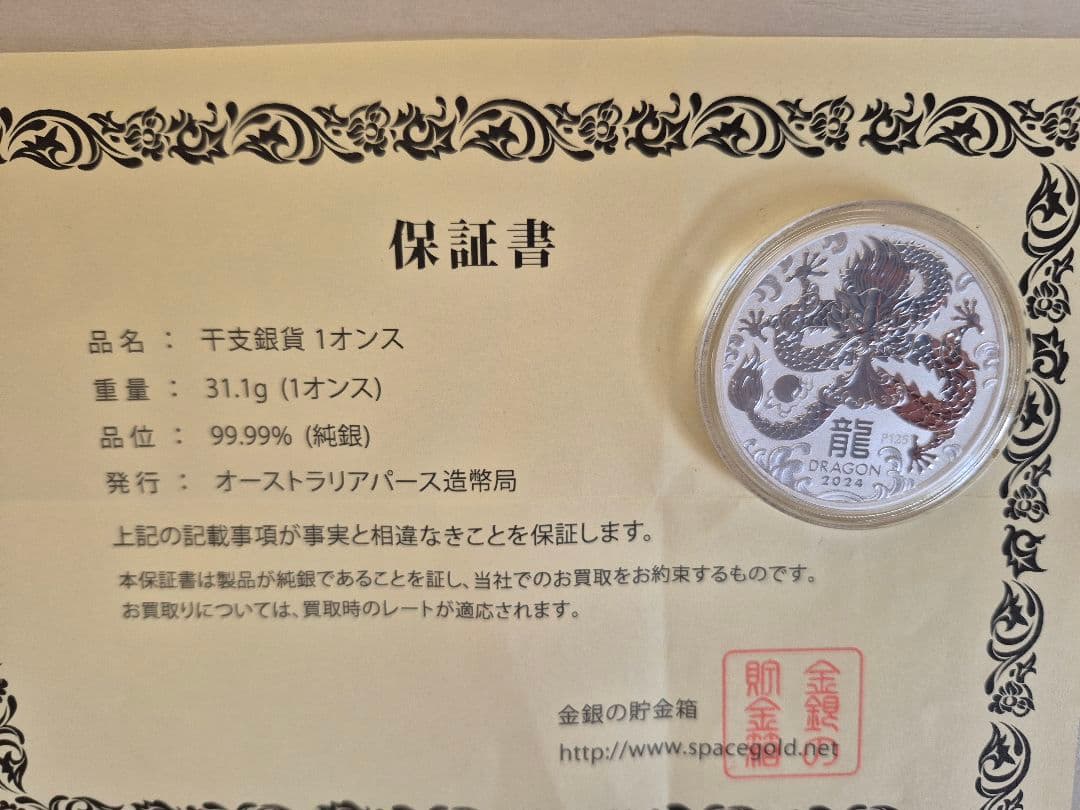 保証書
品名 ： 干支銀貨 1オンス
重量 ： 31.1g (1オンス)
品位 ： 99.99% (純銀)
発行 ： オーストラリアパース造幣局
上記の記載事項が事実と相違なきことを保証します。
本保証書は製品が純銀であることを証し、当社でのお買取をお約束するものです。
お買取りについては、買取時のレートが適応されます。
金銀の貯金箱
http://www.spacegold.net
金銀の
貯金箱
龍
P125
DRAGON
2024